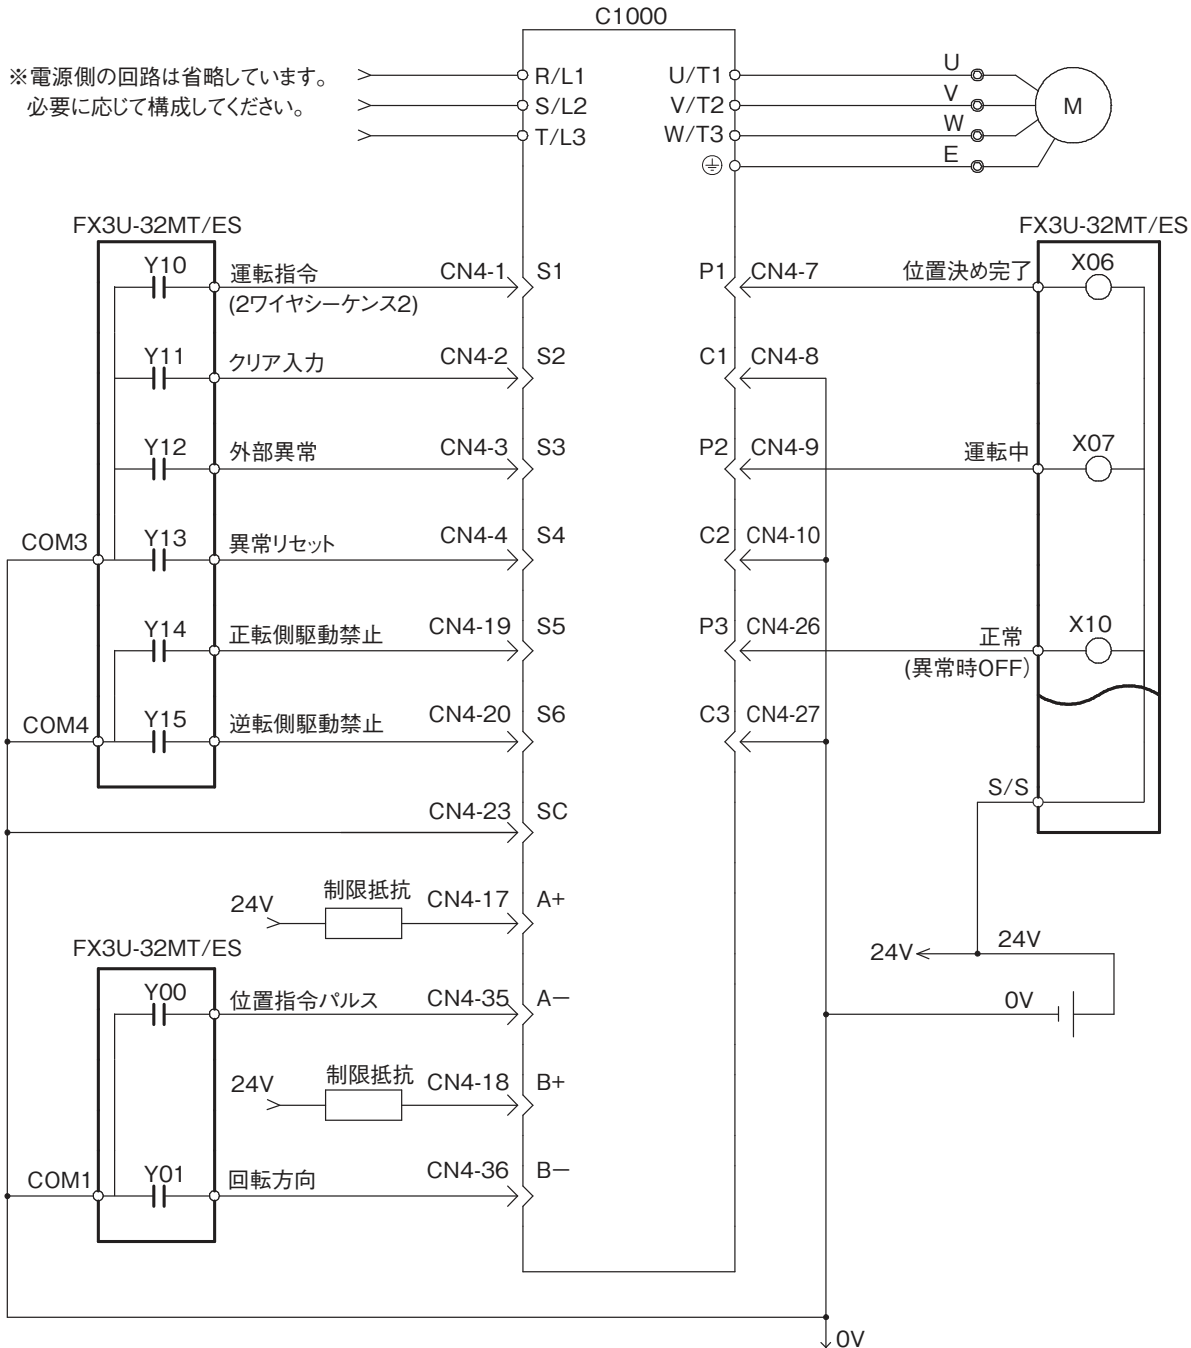 C1000
※電源側の回路は省略しています。
必要に応じて構成してください。
R/L1
S/L2
T/L3
U/T1
V/T2
W/T3
U
V
W
E
M
FX3U-32MT/ES
Y10
運転指令
(2ワイヤシーケンス2)
CN4-1
S1
Y11
クリア入力
CN4-2
S2
Y12
外部異常
CN4-3
S3
COM3
Y13
異常リセット
CN4-4
S4
Y14
正転側駆動禁止
CN4-19
S5
COM4
Y15
逆転側駆動禁止
CN4-20
S6
CN4-23
SC
24V
制限抵抗
CN4-17
A+
FX3U-32MT/ES
Y00
位置指令パルス
CN4-35
A−
24V
制限抵抗
CN4-18
B+
COM1
Y01
回転方向
CN4-36
B−
FX3U-32MT/ES
P1
CN4-7
位置決め完了
X06
C1
CN4-8
P2
CN4-9
運転中
X07
C2
CN4-10
P3
CN4-26
正常
(異常時OFF)
X10
C3
CN4-27
S/S
24V
24V
0V
0V